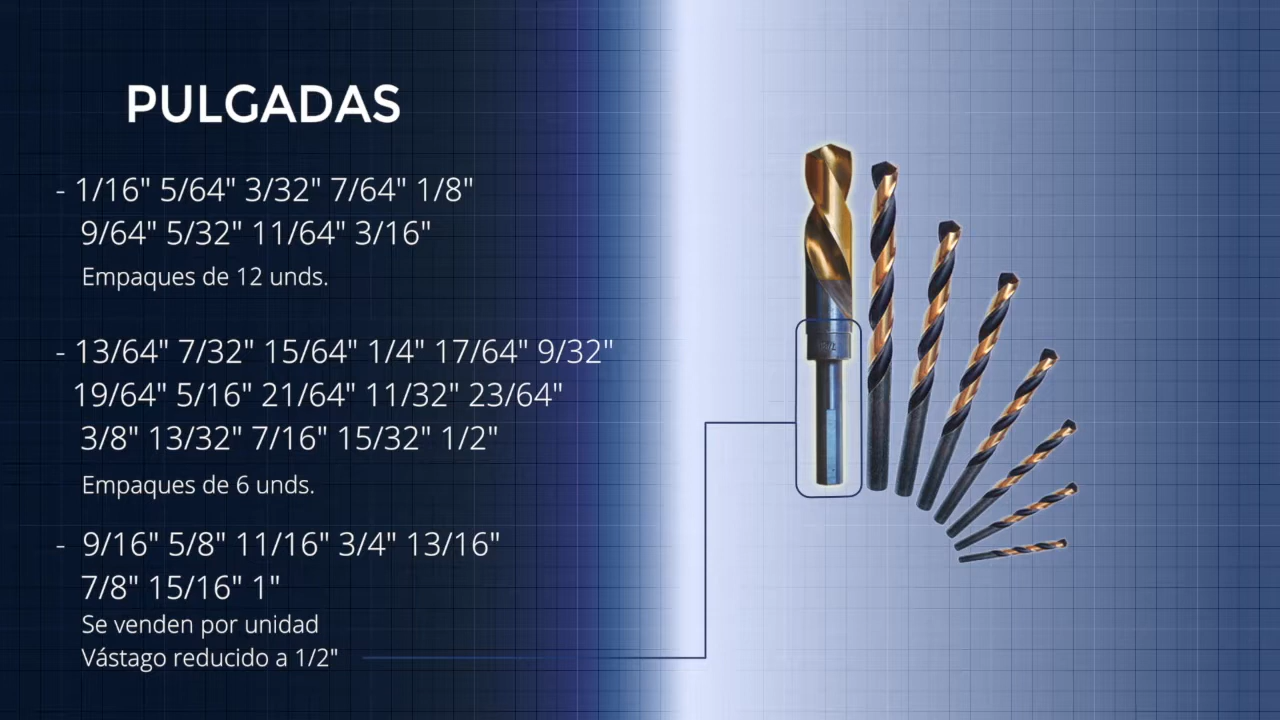 PULGADAS
- 1/16" 5/64" 3/32" 7/64" 1/8"
9/64" 5/32" 11/64" 3/16"
Empaques de 12 unds.
- 13/64" 7/32" 15/64" 1/4" 17/64" 9/32"
19/64" 5/16" 21/64" 11/32" 23/64"
3/8" 13/32" 7/16" 15/32" 1/2"
Empaques de 6 unds.
- 9/16" 5/8" 11/16" 3/4" 13/16"
7/8" 15/16" 1"
Se venden por unidad
Vástago reducido a 1/2"